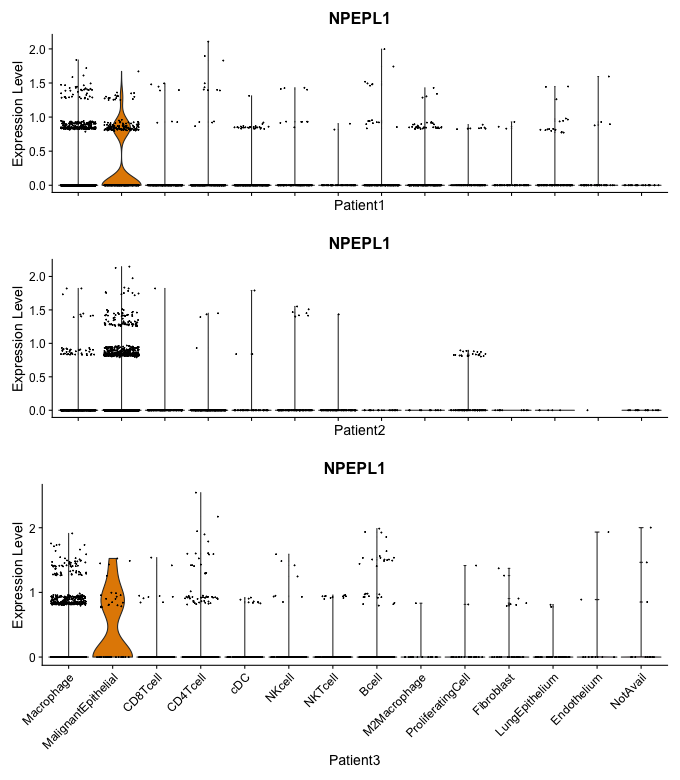 NPEPL1
Expression Level
2.0
1.5
1.0
0.5
0.0
Patient1
NPEPL1
Expression Level
2.0
1.5
1.0
0.5
0.0
Patient2
NPEPL1
Expression Level
2
1
0
Macrophage
MalignantEpithelial
CD8Tcell
CD4Tcell
cDC
NKcell
NKTcell
Bcell
M2Macrophage
ProliferatingCell
Fibroblast
LungEpithelium
Endothelium
NotAvail
Patient3